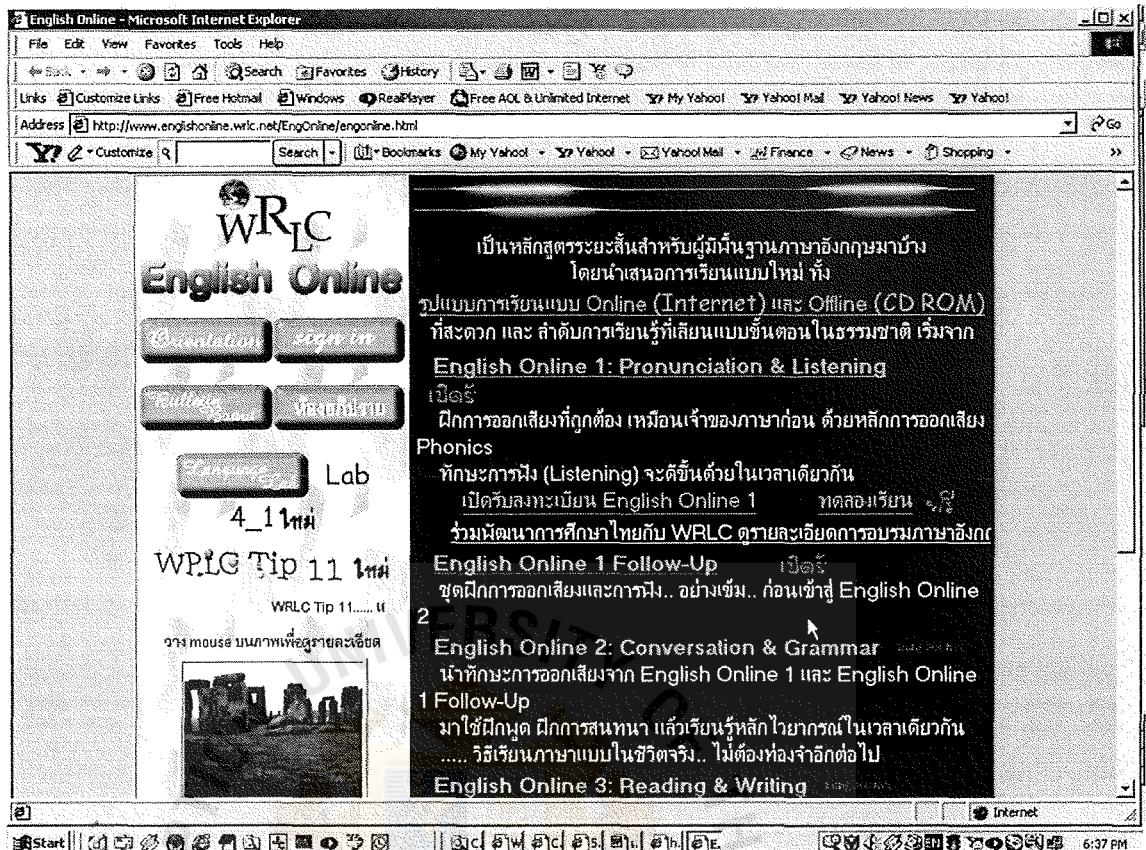 English Online - Microsoft Internet Explorer
File Edit View Favorites Tools Help
Back Search Favorites History
Links Customize Links Free Hotmail Windows RealPlayer Free AOL & Unlimited Internet My Yahoo! Yahoo! Mail Yahoo! News Yahoo!
Address http://www.englishonline.wrlc.net/EngOnline/engonline.html Go
Y? Customize Search Bookmarks My Yahoo! Yahoo! Yahoo! Mail Finance News Shopping »
WRLC
English Online
Orientation sign in
Bulletin Board ห้องอภิปราย
Language Lab
4_1 ใหม่
WRLC Tip 11 ใหม่
WRLC Tip 11......
วาง mouse บนภาพเพื่อดูรายละเอียด
เป็นหลักสูตรระยะสั้นสำหรับผู้มีพื้นฐานภาษาอังกฤษมาบ้าง
โดยนำเสนอการเรียนแบบใหม่ ทั้ง
รูปแบบการเรียนแบบ Online (Internet) และ Offline (CD ROM)
ที่สะดวก และ ลำดับการเรียนรู้ที่เลียนแบบขั้นตอนในธรรมชาติ เริ่มจาก
English Online 1: Pronunciation & Listening
เปิดรั
ฝึกการออกเสียงที่ถูกต้อง เหมือนเจ้าของภาษาก่อน ด้วยหลักการออกเสียง
Phonics
ทักษะการฟัง (Listening) จะดีขึ้นด้วยในเวลาเดียวกัน
เปิดรับลงทะเบียน English Online 1 ทดลองเรียน ฟรี
ร่วมพัฒนาการศึกษาไทยกับ WRLC ดูรายละเอียดการอบรมภาษาอังก
English Online 1 Follow-Up เปิดรั
ชุดฝึกการออกเสียงและการฟัง.. อย่างเข้ม.. ก่อนเข้าสู่ English Online
2
English Online 2: Conversation & Grammar
นำทักษะการออกเสียงจาก English Online 1 และ English Online
1 Follow-Up
มาใช้ฝึกพูด ฝึกการสนทนา แล้วเรียนรู้หลักไวยากรณ์ในเวลาเดียวกัน
..... วิธีเรียนภาษาแบบในชีวิตจริง.. ไม่ต้องท่องจำอีกต่อไป
English Online 3: Reading & Writing
UNIVERSITY O
Internet
Start 6:37 PM